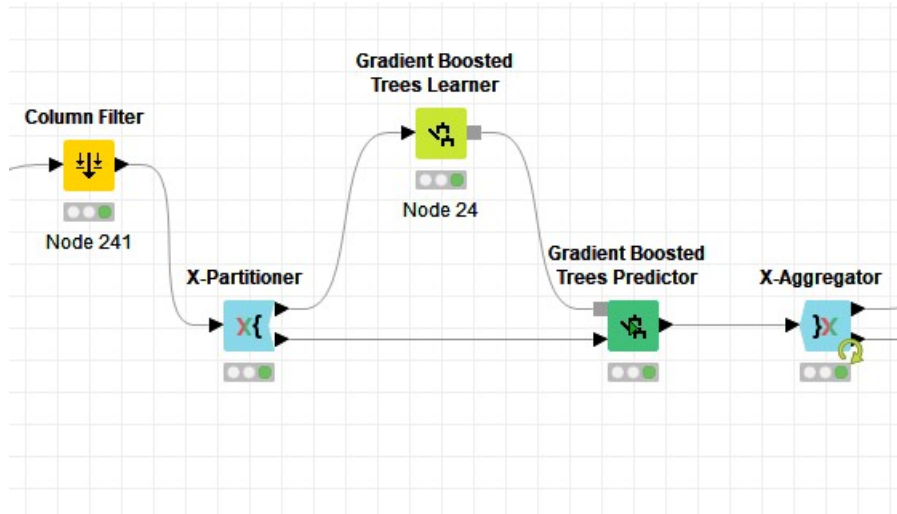 Gradient Boosted
Trees Learner
Column Filter
Node 24
Node 241
X-Partitioner
Gradient Boosted
Trees Predictor
X-Aggregator
X{
}X